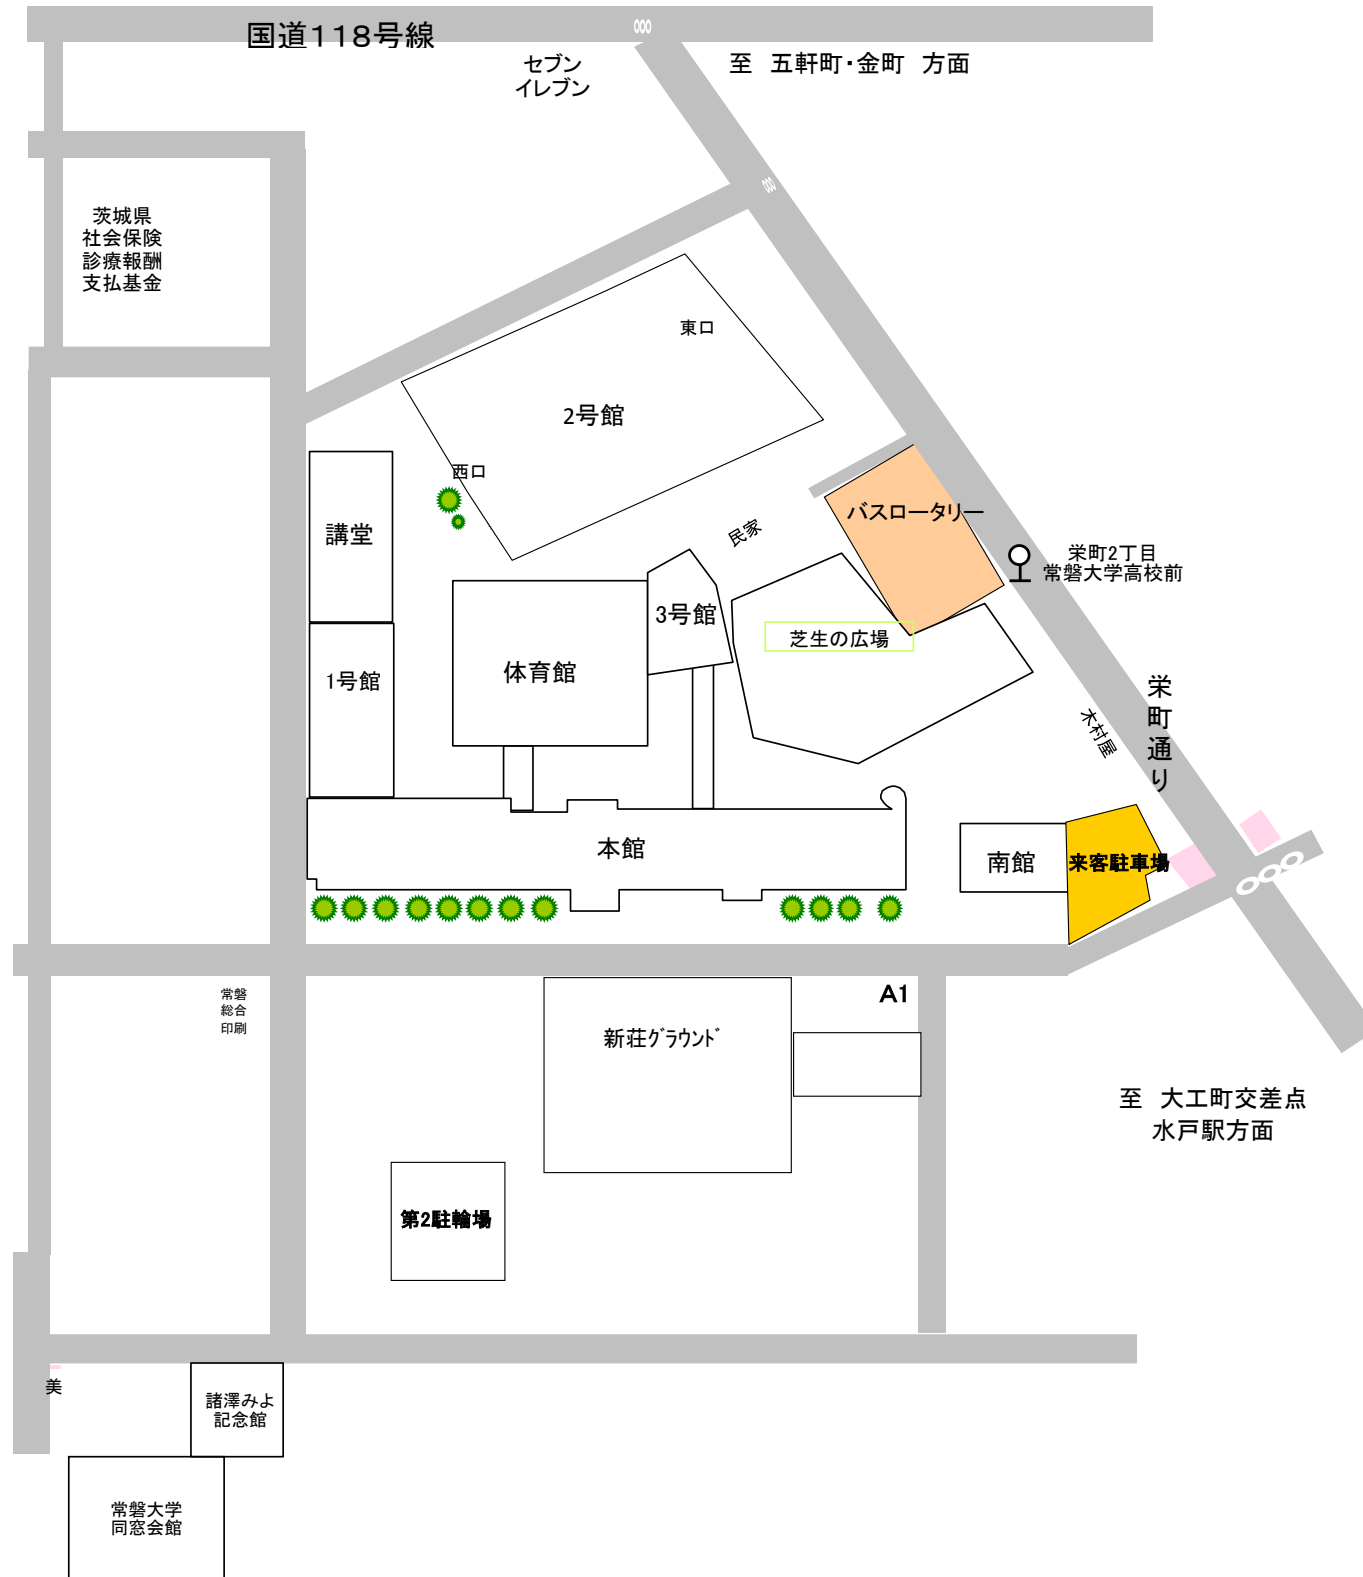 国道118号線
セブン
イレブン
至 五軒町・金町 方面
茨城県
社会保険
診療報酬
支払基金
東口
2号館
西口
講堂
民家
バスロータリー
栄町2丁目
常磐大学高校前
3号館
芝生の広場
体育館
1号館
栄町通り
木村屋
本館
南館
来客駐車場
常磐
総合
印刷
A1
新荘グラウンド
至 大工町交差点
水戸駅方面
第2駐輪場
美
諸澤みよ
記念館
常磐大学
同窓会館